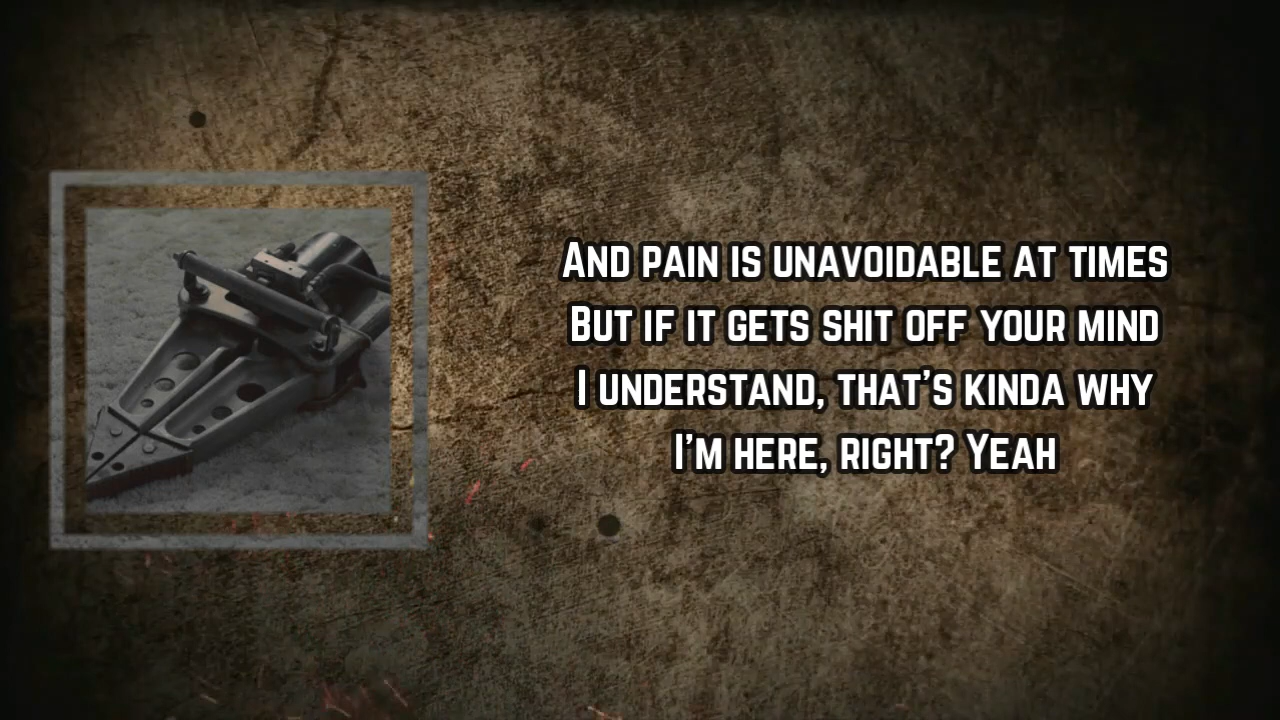 And pain is unavoidable at times
But if it gets shit off your mind
I understand, that's kinda why
I'm here, right? Yeah